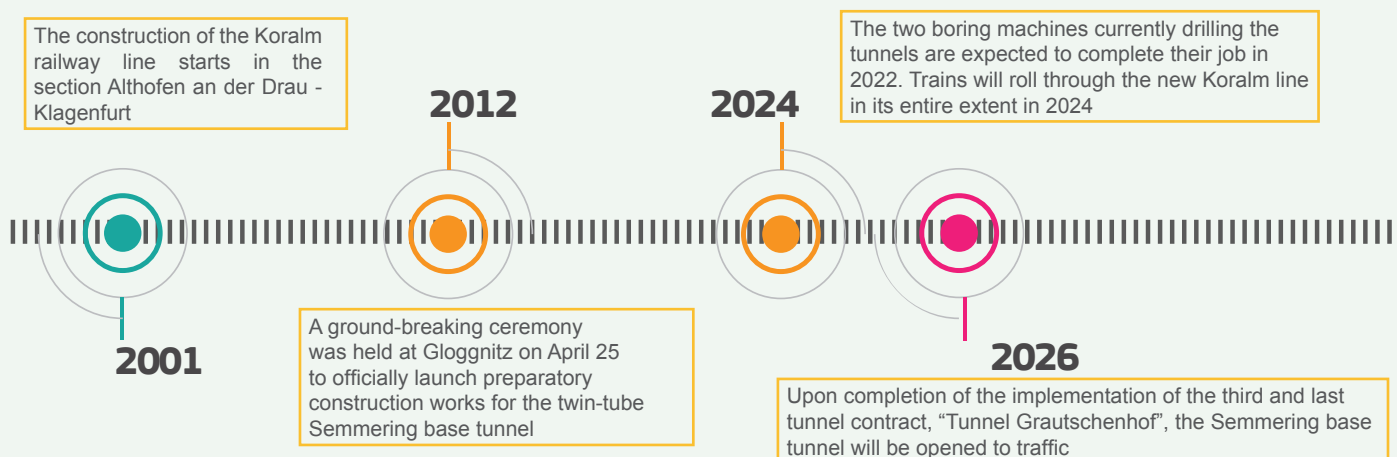 The construction of the Koralm
railway line starts in the
section Althofen an der Drau -
Klagenfurt
2001
2012
A ground-breaking ceremony
was held at Gloggnitz on April 25
to officially launch preparatory
construction works for the twin-tube
Semmering base tunnel
2024
The two boring machines currently drilling the
tunnels are expected to complete their job in
2022. Trains will roll through the new Koralm line
in its entire extent in 2024
2026
Upon completion of the implementation of the third and last
tunnel contract, “Tunnel Grautschenhof”, the Semmering base
tunnel will be opened to traffic